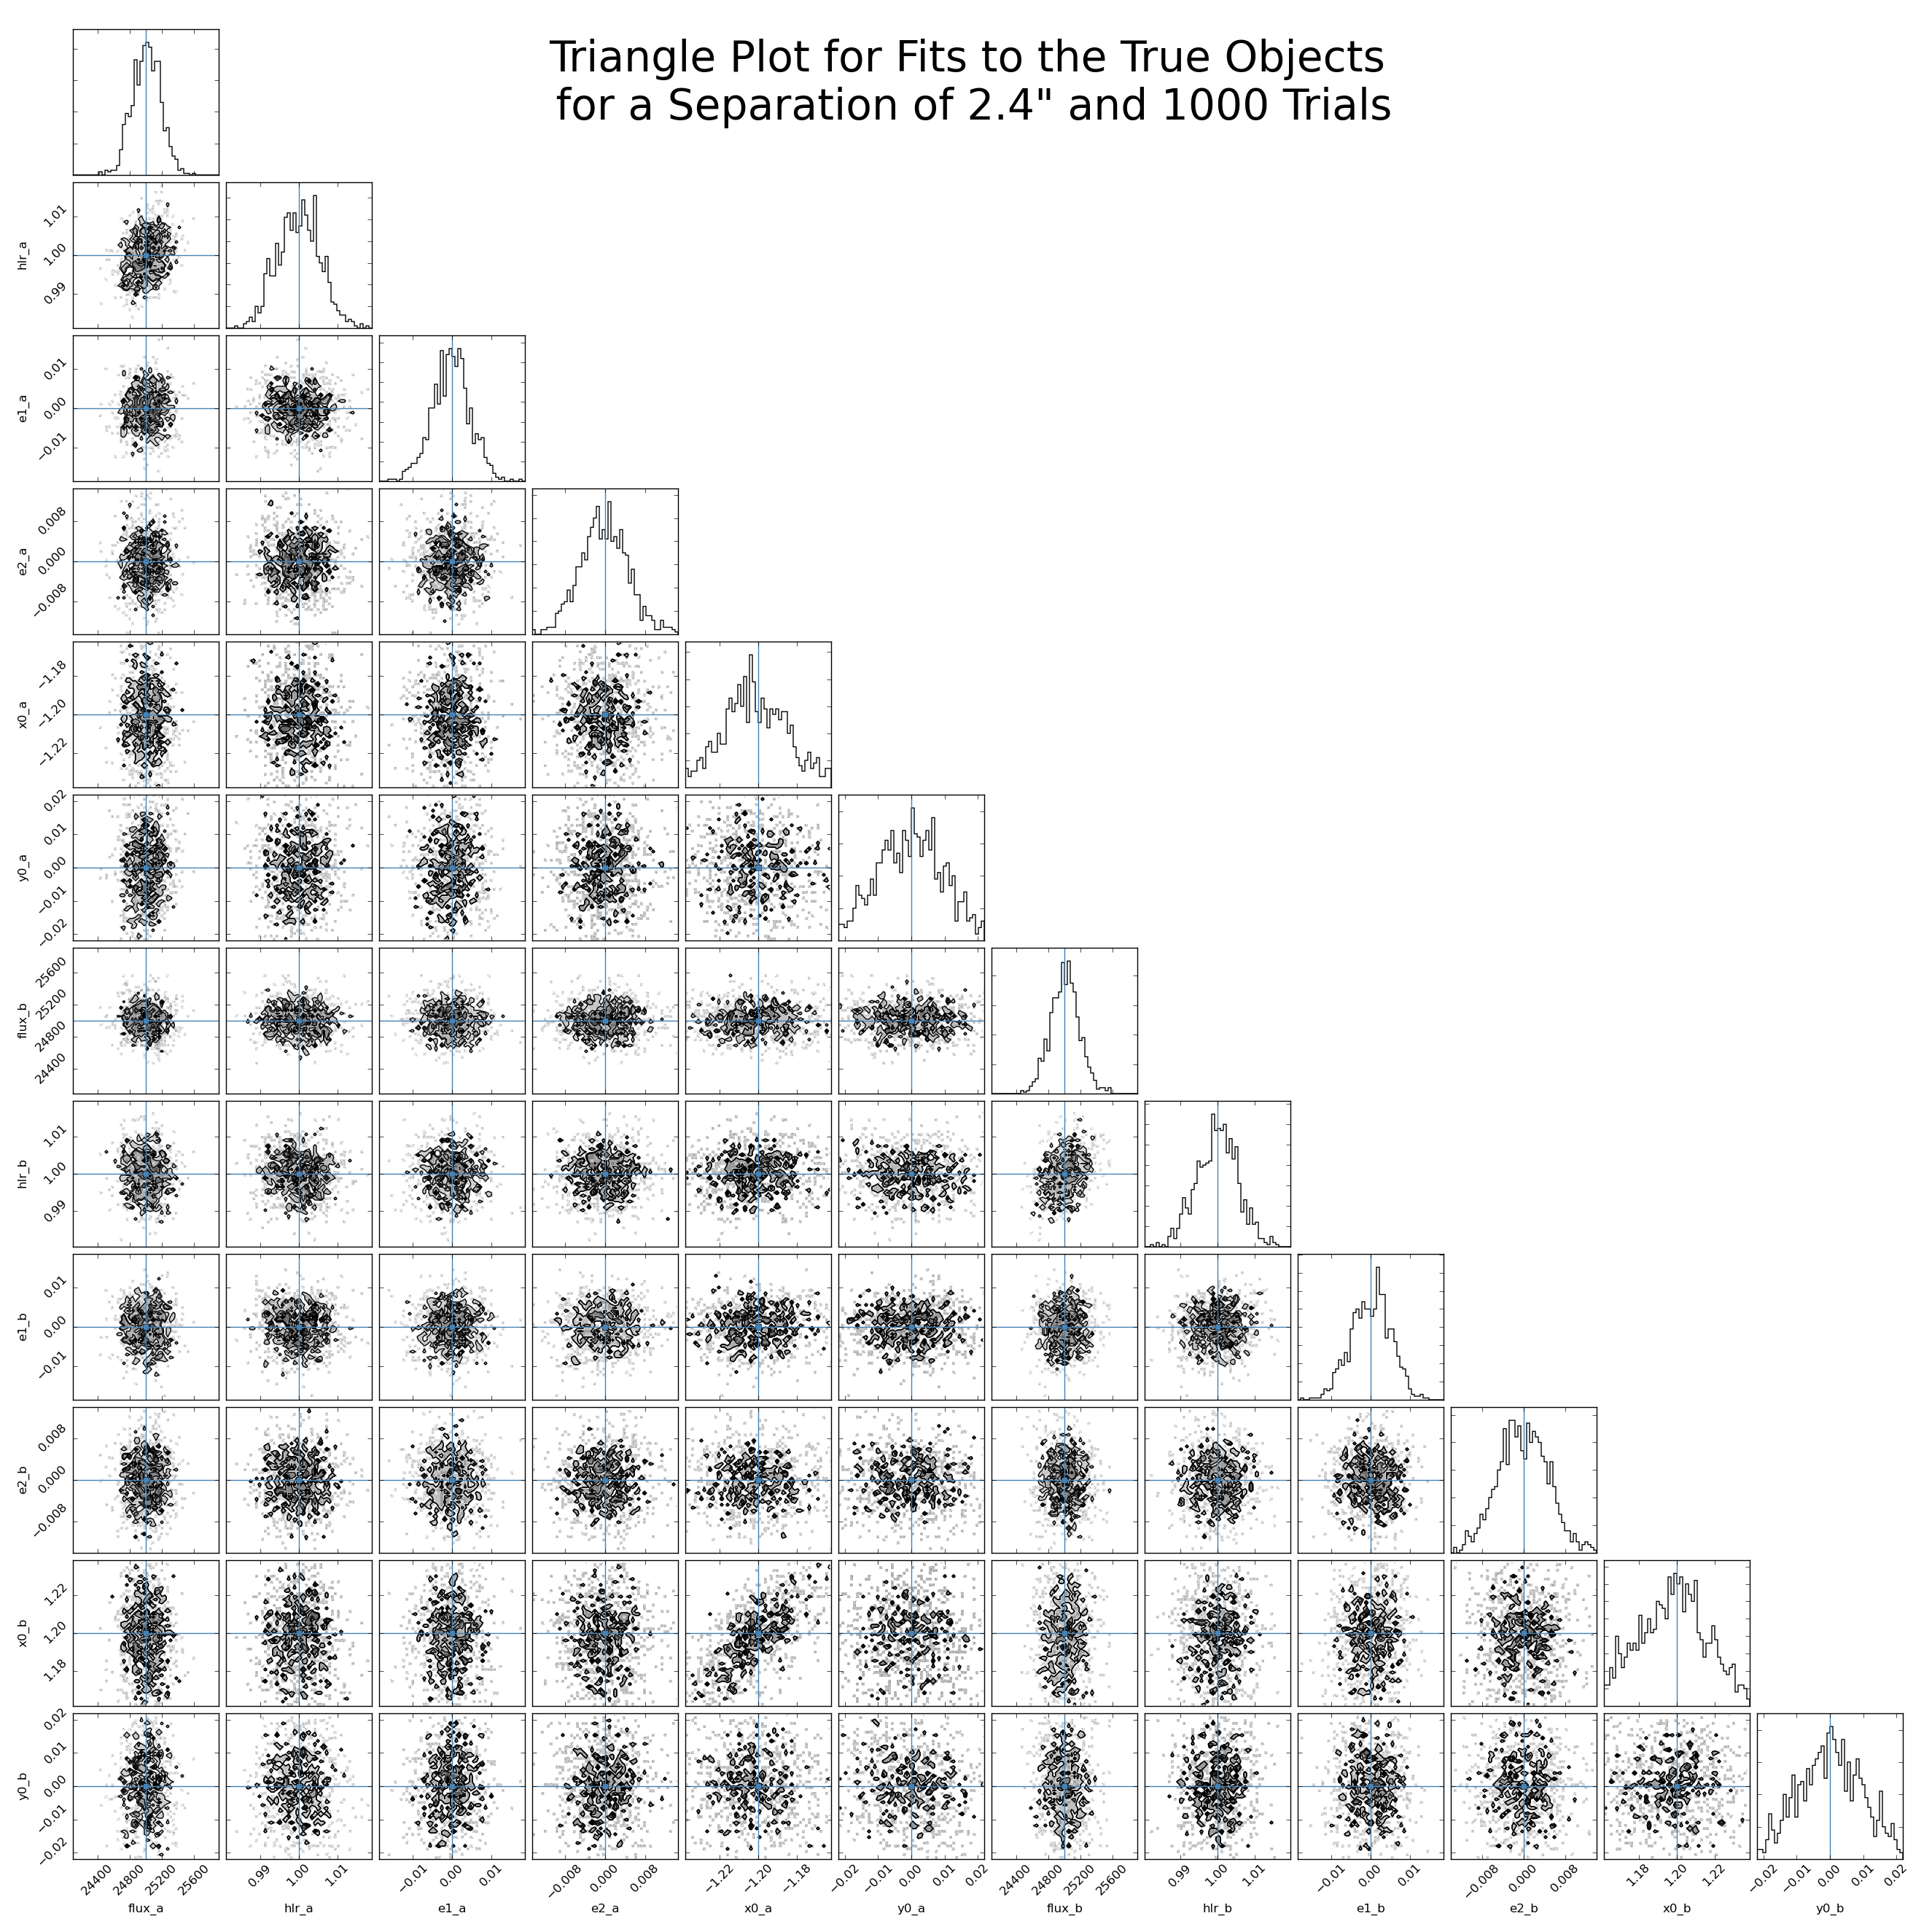 Triangle Plot for Fits to the True Objects
for a Separation of 2.4" and 1000 Trials
hlr_a
1.01
1.00
0.99
e1_a
0.01
0.00
−0.01
e2_a
0.008
0.000
−0.008
x0_a
−1.18
−1.20
−1.22
y0_a
0.02
0.01
0.00
−0.01
−0.02
flux_b
25600
25200
24800
24400
hlr_b
1.01
1.00
0.99
e1_b
0.01
0.00
−0.01
e2_b
0.008
0.000
−0.008
x0_b
1.22
1.20
1.18
y0_b
0.02
0.01
0.00
−0.01
−0.02
24400 24800 25200 25600 0.99 1.00 1.01 −0.01 0.00 0.01 −0.008 0.000 0.008 −1.22 −1.20 −1.18 −0.02 −0.01 0.00 0.01 0.02 24400 24800 25200 25600 0.99 1.00 1.01 −0.01 0.00 0.01 −0.008 0.000 0.008 1.18 1.20 1.22 −0.02 −0.01 0.00 0.01 0.02
flux_a hlr_a e1_a e2_a x0_a y0_a flux_b hlr_b e1_b e2_b x0_b y0_b